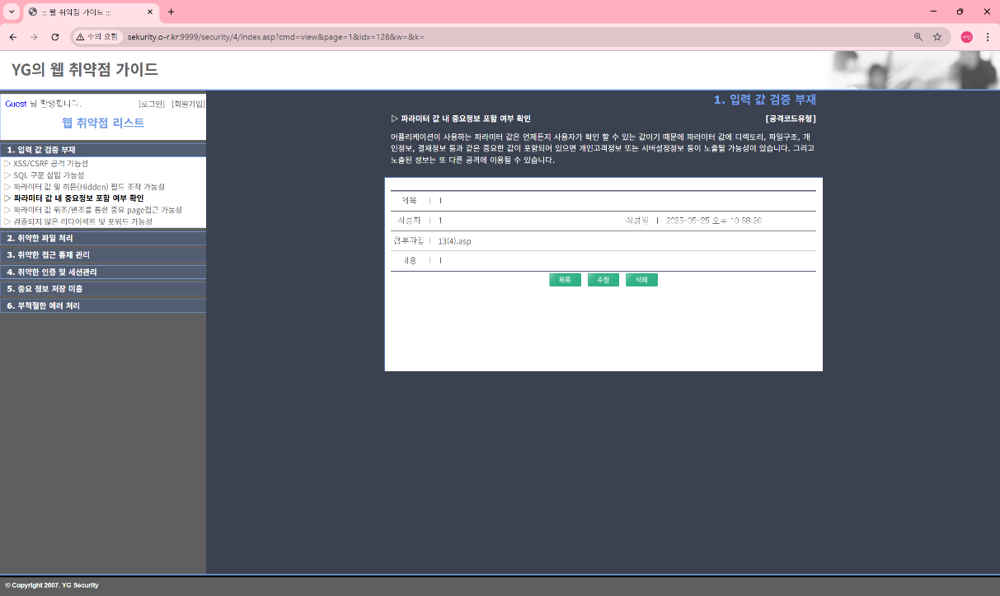 ::: 웹 취약점 가이드 :::
수의 요함 sekurity.o-r.kr:9999/security/4/index.asp?cmd=view&page=1&idx=128&w=&k=
수인
YG의 웹 취약점 가이드
Guest 님 환영합니다. [로그인] [회원가입]
웹 취약점 리스트
1. 입력 값 검증 부재
▷ XSS/CSRF 공격 가능성
▷ SQL 구문 삽입 가능성
▷ 파라미터 값 및 히든(Hidden) 필드 조작 가능성
▷ 파라미터 값 내 중요정보 포함 여부 확인
▷ 파라미터 값 위조/변조를 통한 중요 page접근 가능성
▷ 검증되지 않은 리다이렉트 및 포워드 가능성
2. 취약한 파일 처리
3. 취약한 접근 통제 관리
4. 취약한 인증 및 세션관리
5. 중요 정보 저장 미흡
6. 부적절한 에러 처리
1. 입력 값 검증 부재
▷ 파라미터 값 내 중요정보 포함 여부 확인 [공격코드유형]
어플리케이션이 사용하는 파라미터 값은 언제든지 사용자가 확인 할 수 있는 값이기 때문에 파라미터 값에 디렉토리, 파일구조, 개
인정보, 결재정보 등과 같은 중요한 값이 포함되어 있으면 개인고객정보 또는 서버설정정보 등이 노출될 가능성이 있습니다. 그리고
노출된 정보는 또 다른 공격에 이용될 수 있습니다.
제목 | 1
작성자 | 1 작성일 | 2025-05-25 오후 10:38:20
첨부파일 | 13(4).asp
내용 | 1
목록 수정 삭제
© Copyright 2007. YG Security